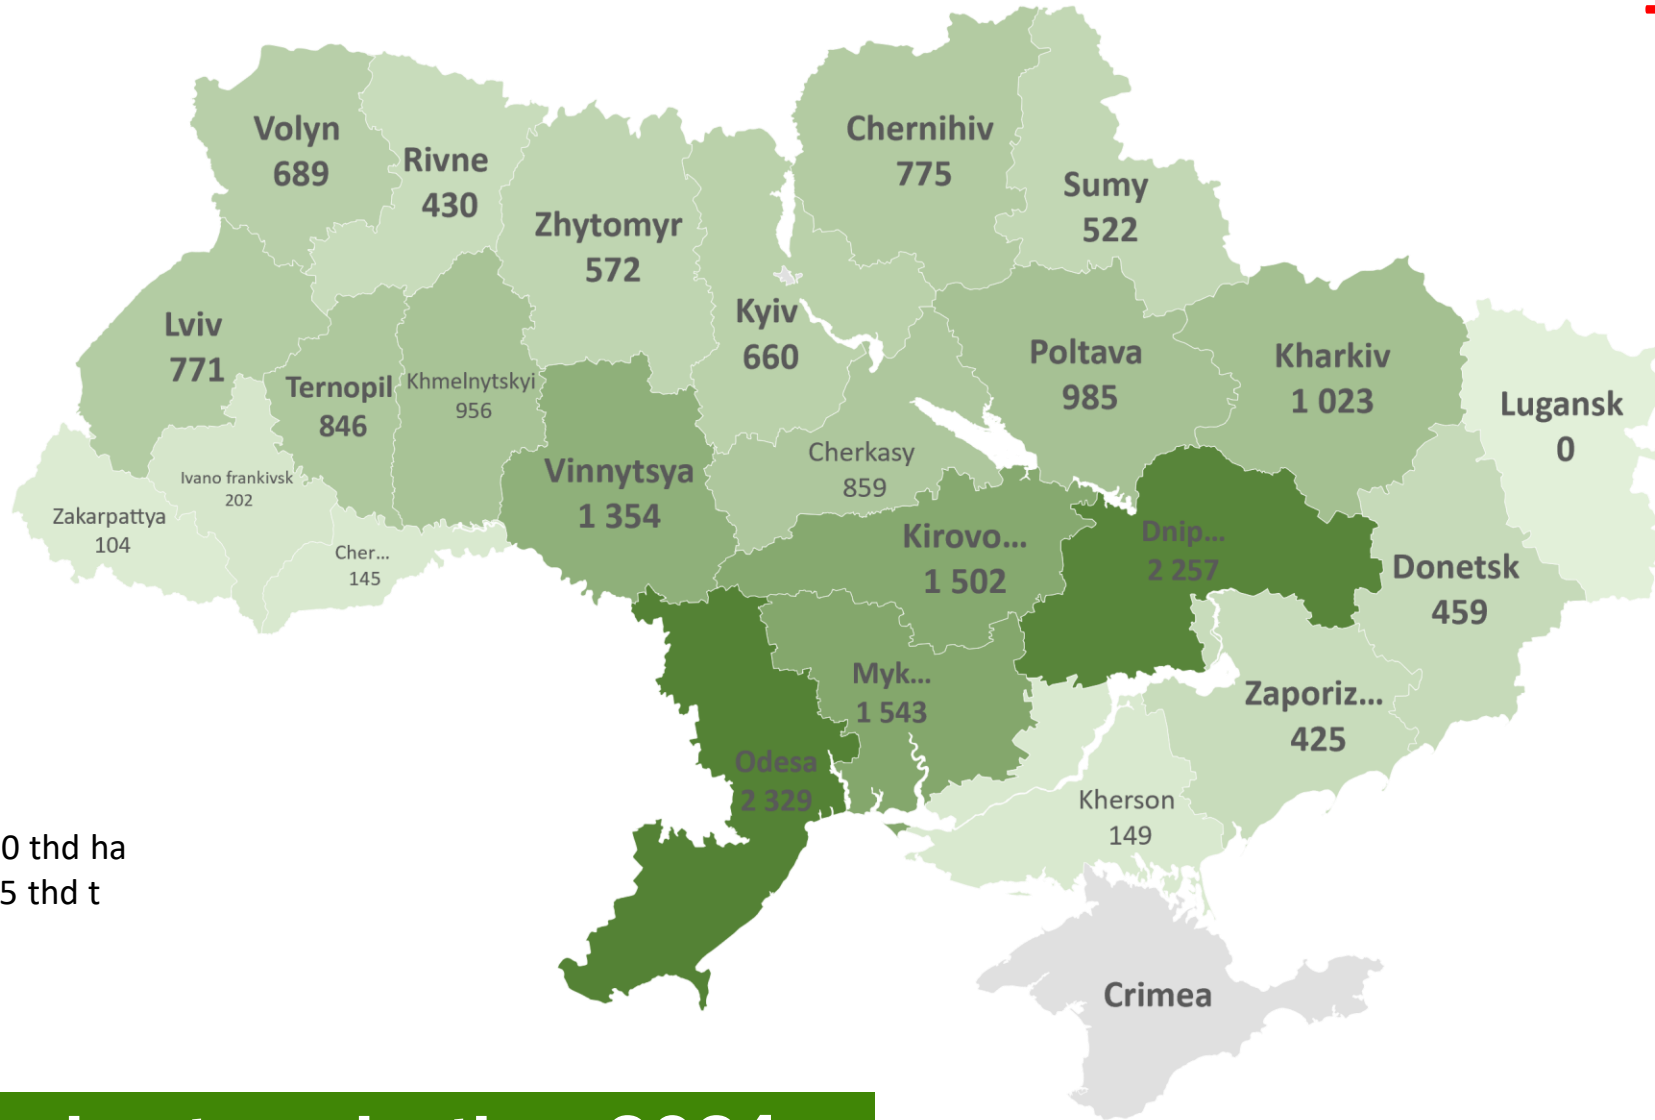 Volyn
689
Rivne
430
Chernihiv
775
Sumy
522
Zhytomyr
572
Kyiv
660
Lviv
771
Ternopil
846
Khmelnytskyi
956
Poltava
985
Kharkiv
1 023
Lugansk
0
Vinnytsya
1 354
Cherkasy
859
Ivano frankivsk
202
Zakarpattya
104
Cher...
145
Kirovo...
1 502
Dnip...
2 257
Donetsk
459
Myk...
1 543
Zaporiz...
425
Odesa
2 329
Kherson
149
0 thd ha
5 thd t
Crimea